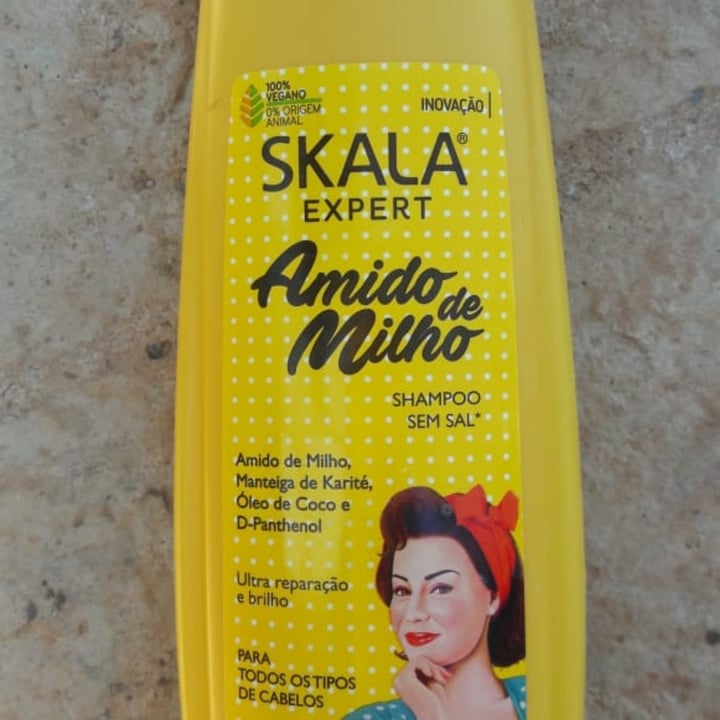 100%
VEGANO
0% ORIGEM
ANIMAL
INOVAÇÃO
SKALA®
EXPERT
Amido de
Milho
SHAMPOO
SEM SAL*
Amido de Milho,
Manteiga de Karité,
Óleo de Coco e
D-Panthenol
Ultra reparação
e brilho
PARA
TODOS OS TIPOS
DE CABELOS